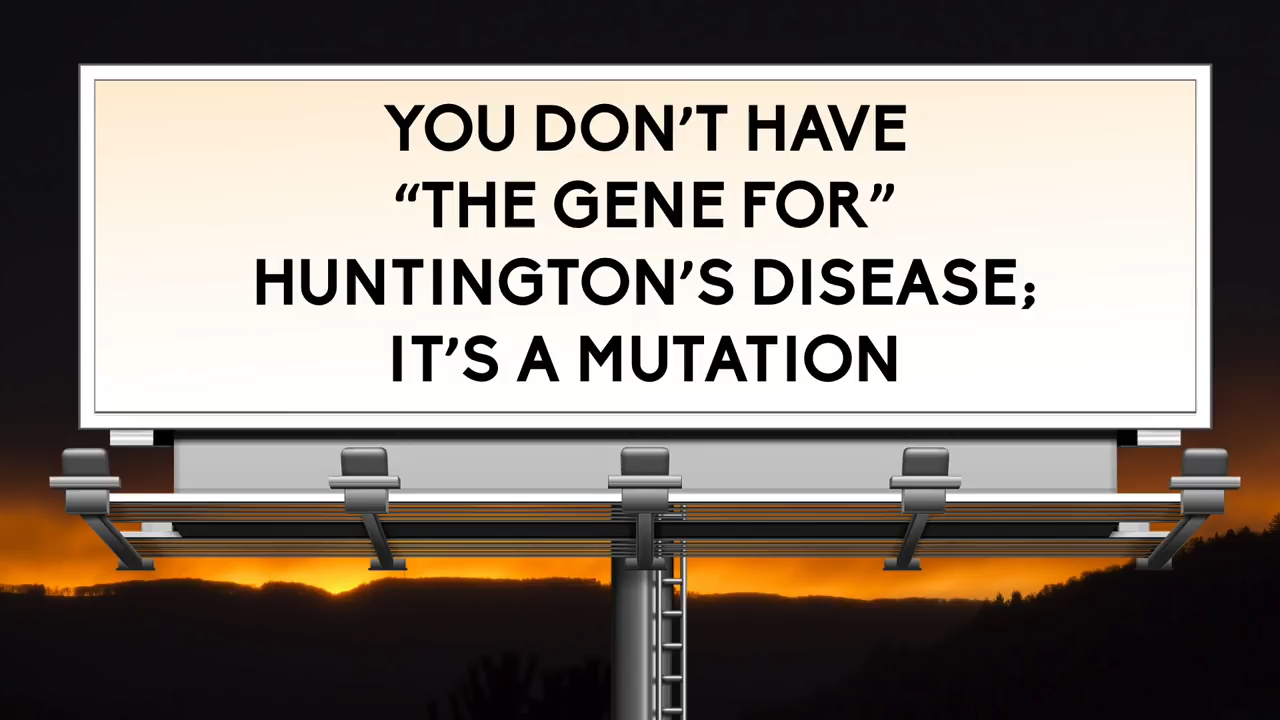 YOU DON’T HAVE
“THE GENE FOR”
HUNTINGTON’S DISEASE;
IT’S A MUTATION